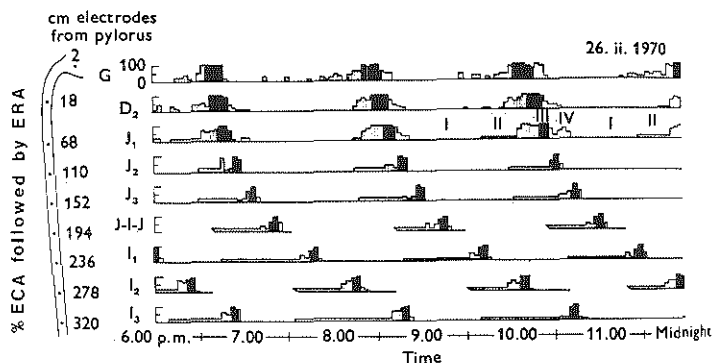 cm electrodes
from pylorus
26. ii. 1970
2
G
100
0
18
D2
I II III IV I II
68
J1
110
J2
152
J3
194
J-I-J
236
I1
278
I2
320
I3
% ECA followed by ERA
6.00 p.m. 7.00 8.00 9.00 10.00 11.00 Midnight
Time